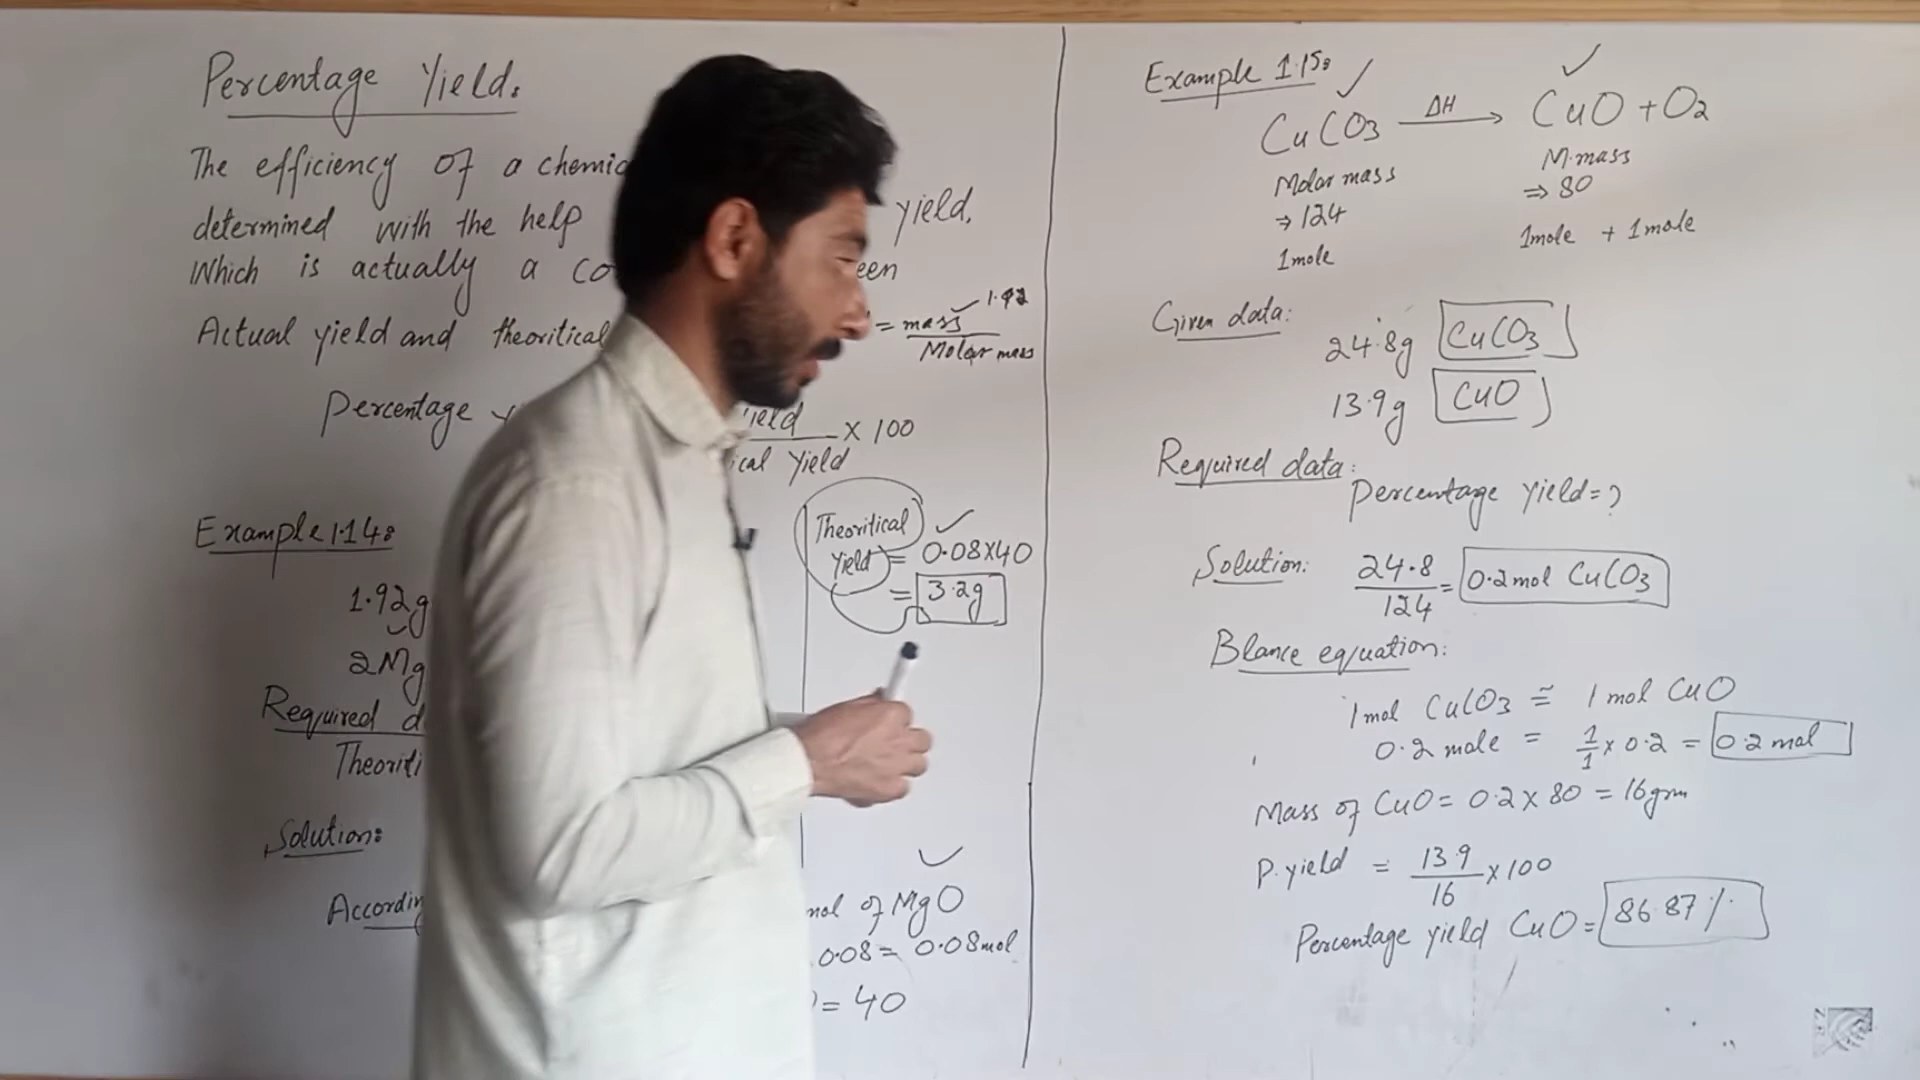 Percentage Yield.
The efficiency of a chemic
determined with the help yield.
Which is actually a co een
Actual yield and theoritical
= mass 1.92
Molar mass
Percentage y ield × 100
ical Yield
Example 1.14:
1.92g
2Mg
Required d
Theoriti
Solution:
Accordin
Theoritical
Yield = 0.08×40
= 3.2g
mol of MgO
0.08 = 0.08mol
) = 40
Example 1.15:
CuCO3 ΔH → CuO + O2
Molar mass M.mass
⇒ 124 ⇒ 80
1mole 1mole + 1mole
Given data:
24.8g CuCO3
13.9g CuO
Required data:
Percentage Yield = ?
Solution: 24.8/124 = 0.2mol CuCO3
Blance equation:
1mol CuCO3 ≅ 1 mol CuO
0.2 mole = 1/1 × 0.2 = 0.2 mol
Mass of CuO = 0.2 × 80 = 16gm
P.yield = 13.9/16 × 100
Percentage yield CuO = 86.87%